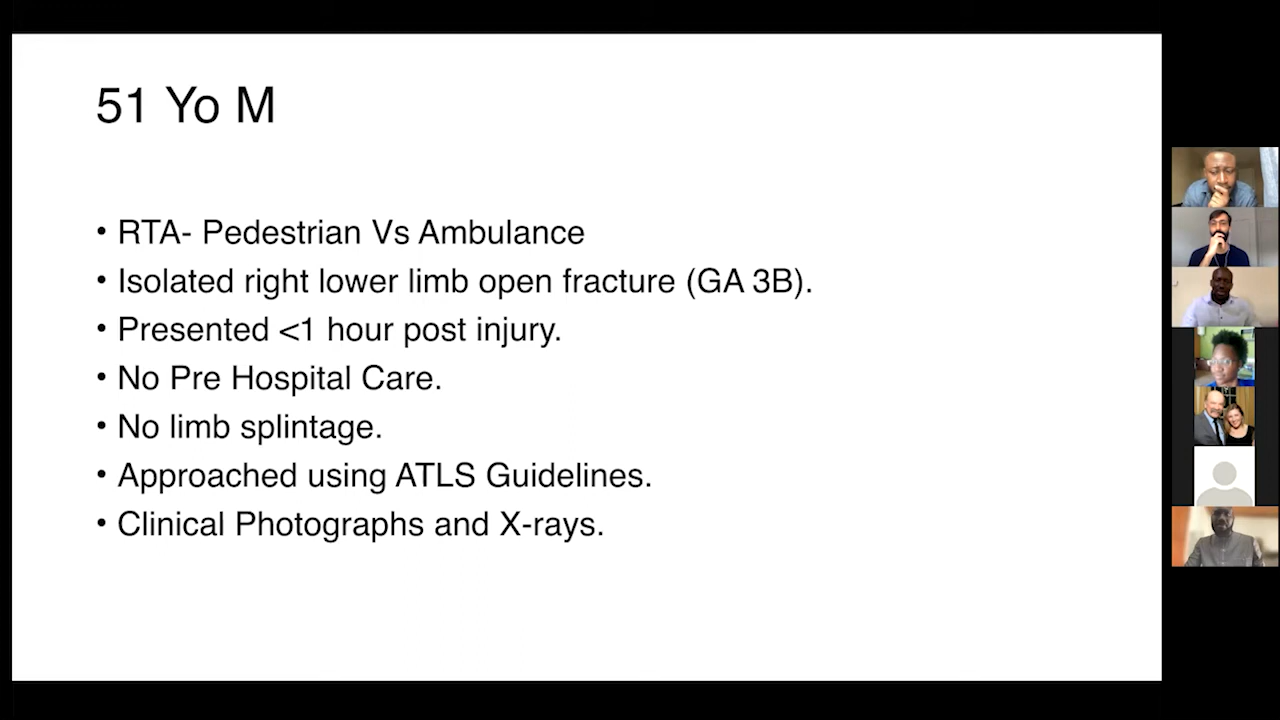 51 Yo M
• RTA- Pedestrian Vs Ambulance
• Isolated right lower limb open fracture (GA 3B).
• Presented <1 hour post injury.
• No Pre Hospital Care.
• No limb splintage.
• Approached using ATLS Guidelines.
• Clinical Photographs and X-rays.